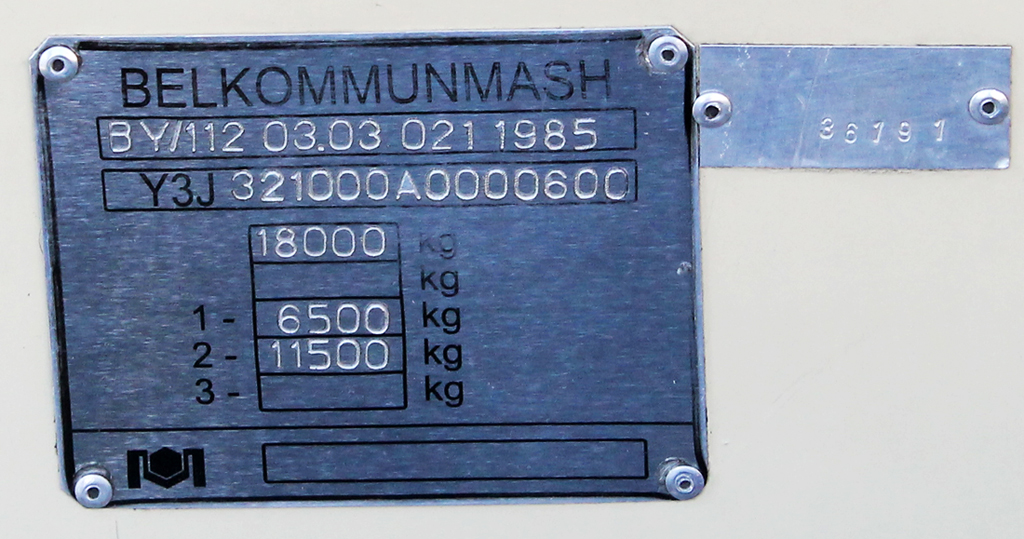 BELKOMMUNMASH
BY/112 03.03 021 1985
Y3J 321000A0000600
18000 kg
kg
1 - 6500 kg
2 - 11500 kg
3 - kg
36191